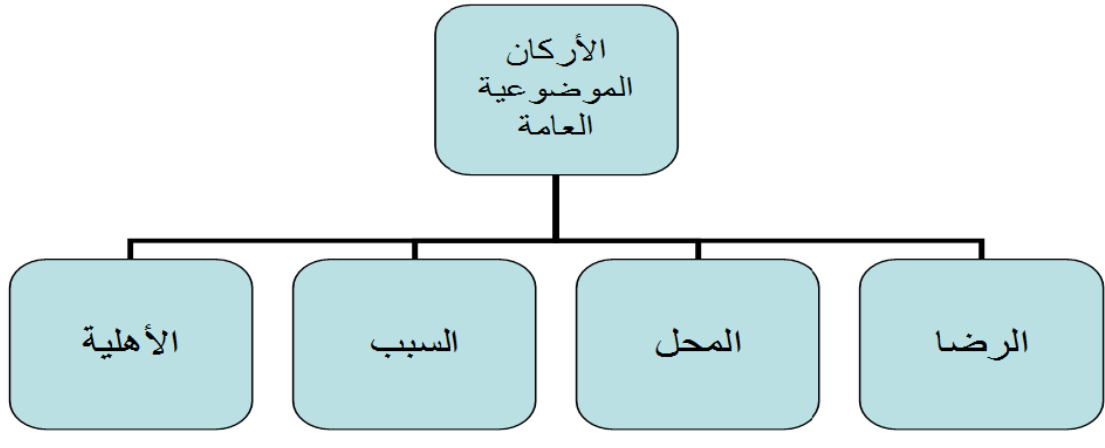 الأركان
الموضوعية
العامة
الرضا
المحل
السبب
الأهلية